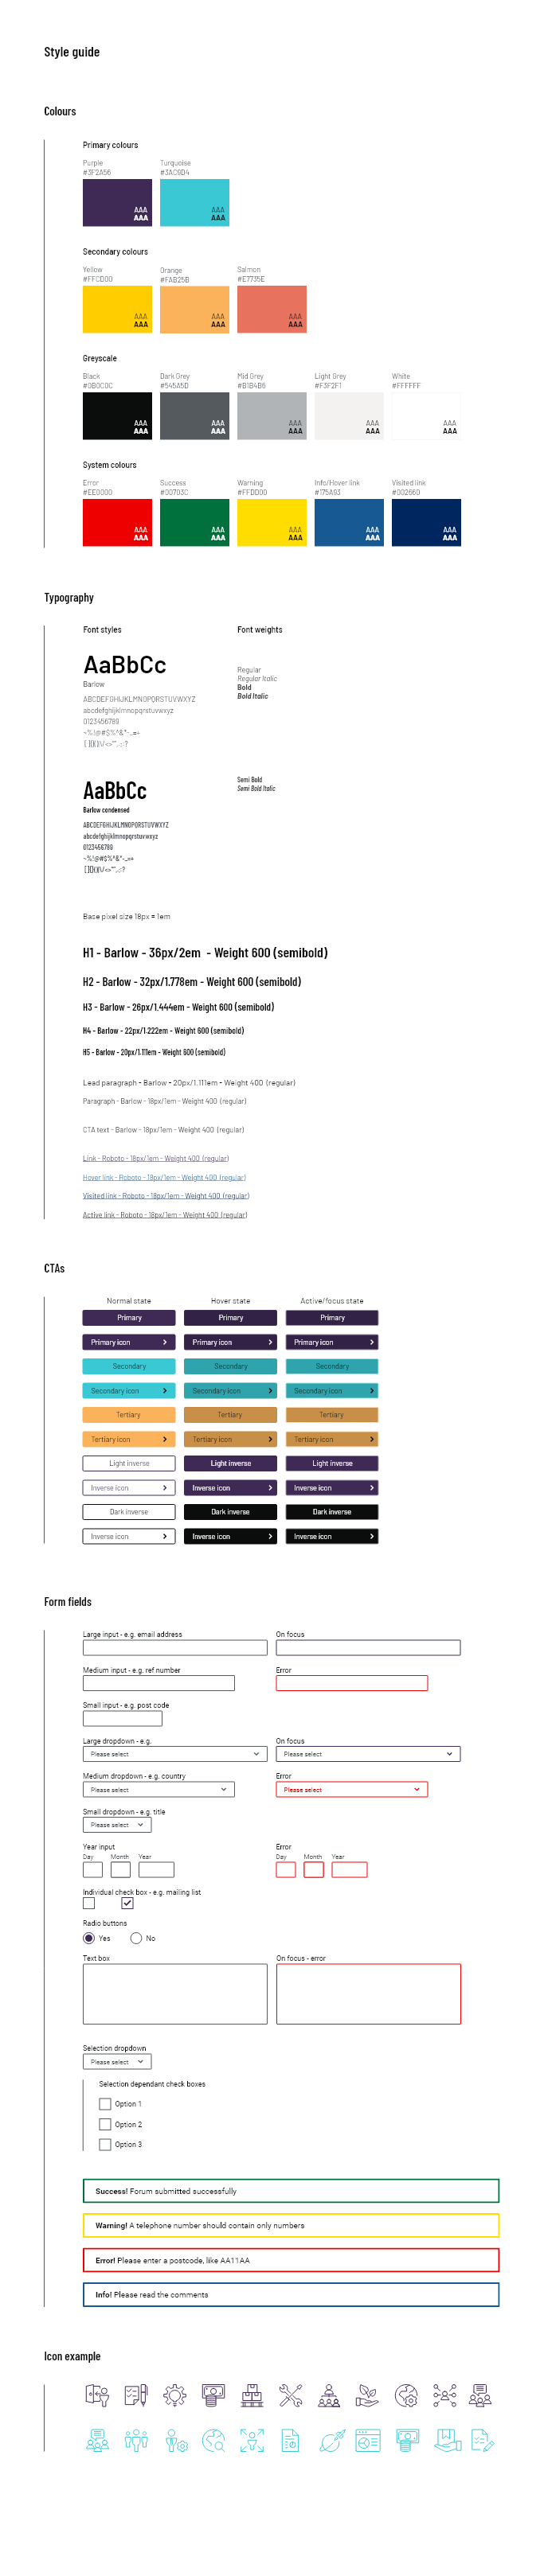 Style guide
Colours
Primary colours
Purple
#3F2A56
Turquoise
#3AC9D4
AAA
AAA
AAA
AAA
Secondary colours
Yellow
#FFCD00
Orange
#FAB25B
Salmon
#E7735E
AAA
AAA
AAA
AAA
AAA
AAA
Greyscale
Black
#0B0C0C
Dark Grey
#545A5D
Mid Grey
#B1B4B6
Light Grey
#F3F2F1
White
#FFFFFF
AAA
AAA
AAA
AAA
AAA
AAA
AAA
AAA
AAA
AAA
System colours
Error
#EE0000
Success
#00703C
Warning
#FFDD00
Info/Hover link
#175A93
Visited link
#002660
AAA
AAA
AAA
AAA
AAA
AAA
AAA
AAA
AAA
AAA
Typography
Font styles
Font weights
AaBbCc
Barlow
ABCDEFGHIJKLMNOPQRSTUVWXYZ
abcdefghijklmnopqrstuvwxyz
0123456789
Regular
Regular Italic
Bold
Bold Italic
AaBbCc
Barlow condensed
ABCDEFGHIJKLMNOPQRSTUVWXYZ
abcdefghijklmnopqrstuvwxyz
0123456789
Semi Bold
Semi Bold Italic
Base pixel size 18px = 1em
H1 - Barlow - 36px/2em - Weight 600 (semibold)
H2 - Barlow - 32px/1.778em - Weight 600 (semibold)
H3 - Barlow - 26px/1.444em - Weight 600 (semibold)
H4 - Barlow - 22px/1.222em - Weight 600 (semibold)
H5 - Barlow - 20px/1.111em - Weight 600 (semibold)
Lead paragraph - Barlow - 20px/1.111em - Weight 400 (regular)
Paragraph - Barlow - 18px/1em - Weight 400 (regular)
CTA text - Barlow - 18px/1em - Weight 400 (regular)
Link - Roboto - 18px/1em - Weight 400 (regular)
Hover link - Roboto - 18px/1em - Weight 400 (regular)
Visited link - Roboto - 18px/1em - Weight 400 (regular)
Active link - Roboto - 18px/1em - Weight 400 (regular)
CTAs
Normal state
Hover state
Active/focus state
Primary
Primary
Primary
Primary icon
Primary icon
Primary icon
Secondary
Secondary
Secondary
Secondary icon
Secondary icon
Secondary icon
Tertiary
Tertiary
Tertiary
Tertiary icon
Tertiary icon
Tertiary icon
Light inverse
Light inverse
Light inverse
Inverse icon
Inverse icon
Inverse icon
Dark inverse
Dark inverse
Dark inverse
Inverse icon
Inverse icon
Inverse icon
Form fields
Large input - e.g. email address
On focus
Medium input - e.g. ref number
Error
Small input - e.g. post code
Large dropdown - e.g.
On focus
Please select
Please select
Medium dropdown - e.g. country
Error
Please select
Please select
Small dropdown - e.g. title
Please select
Year input
Error
Day
Month
Year
Day
Month
Year
Individual check box - e.g. mailing list
Radio buttons
Yes
No
Text box
On focus - error
Selection dropdown
Please select
Selection dependant check boxes
Option 1
Option 2
Option 3
Success! Forum submitted successfully
Warning! A telephone number should contain only numbers
Error! Please enter a postcode, like AA11AA
Info! Please read the comments
Icon example